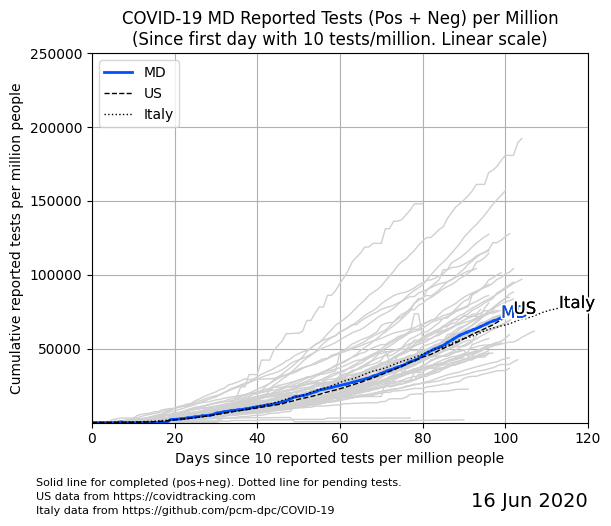 COVID-19 MD Reported Tests (Pos + Neg) per Million
(Since first day with 10 tests/million. Linear scale)
250000
200000
150000
100000
50000
Cumulative reported tests per million people
MD
US
Italy
MD
US
Italy
0
20
40
60
80
100
120
Days since 10 reported tests per million people
Solid line for completed (pos+neg). Dotted line for pending tests.
US data from https://covidtracking.com
Italy data from https://github.com/pcm-dpc/COVID-19
16 Jun 2020